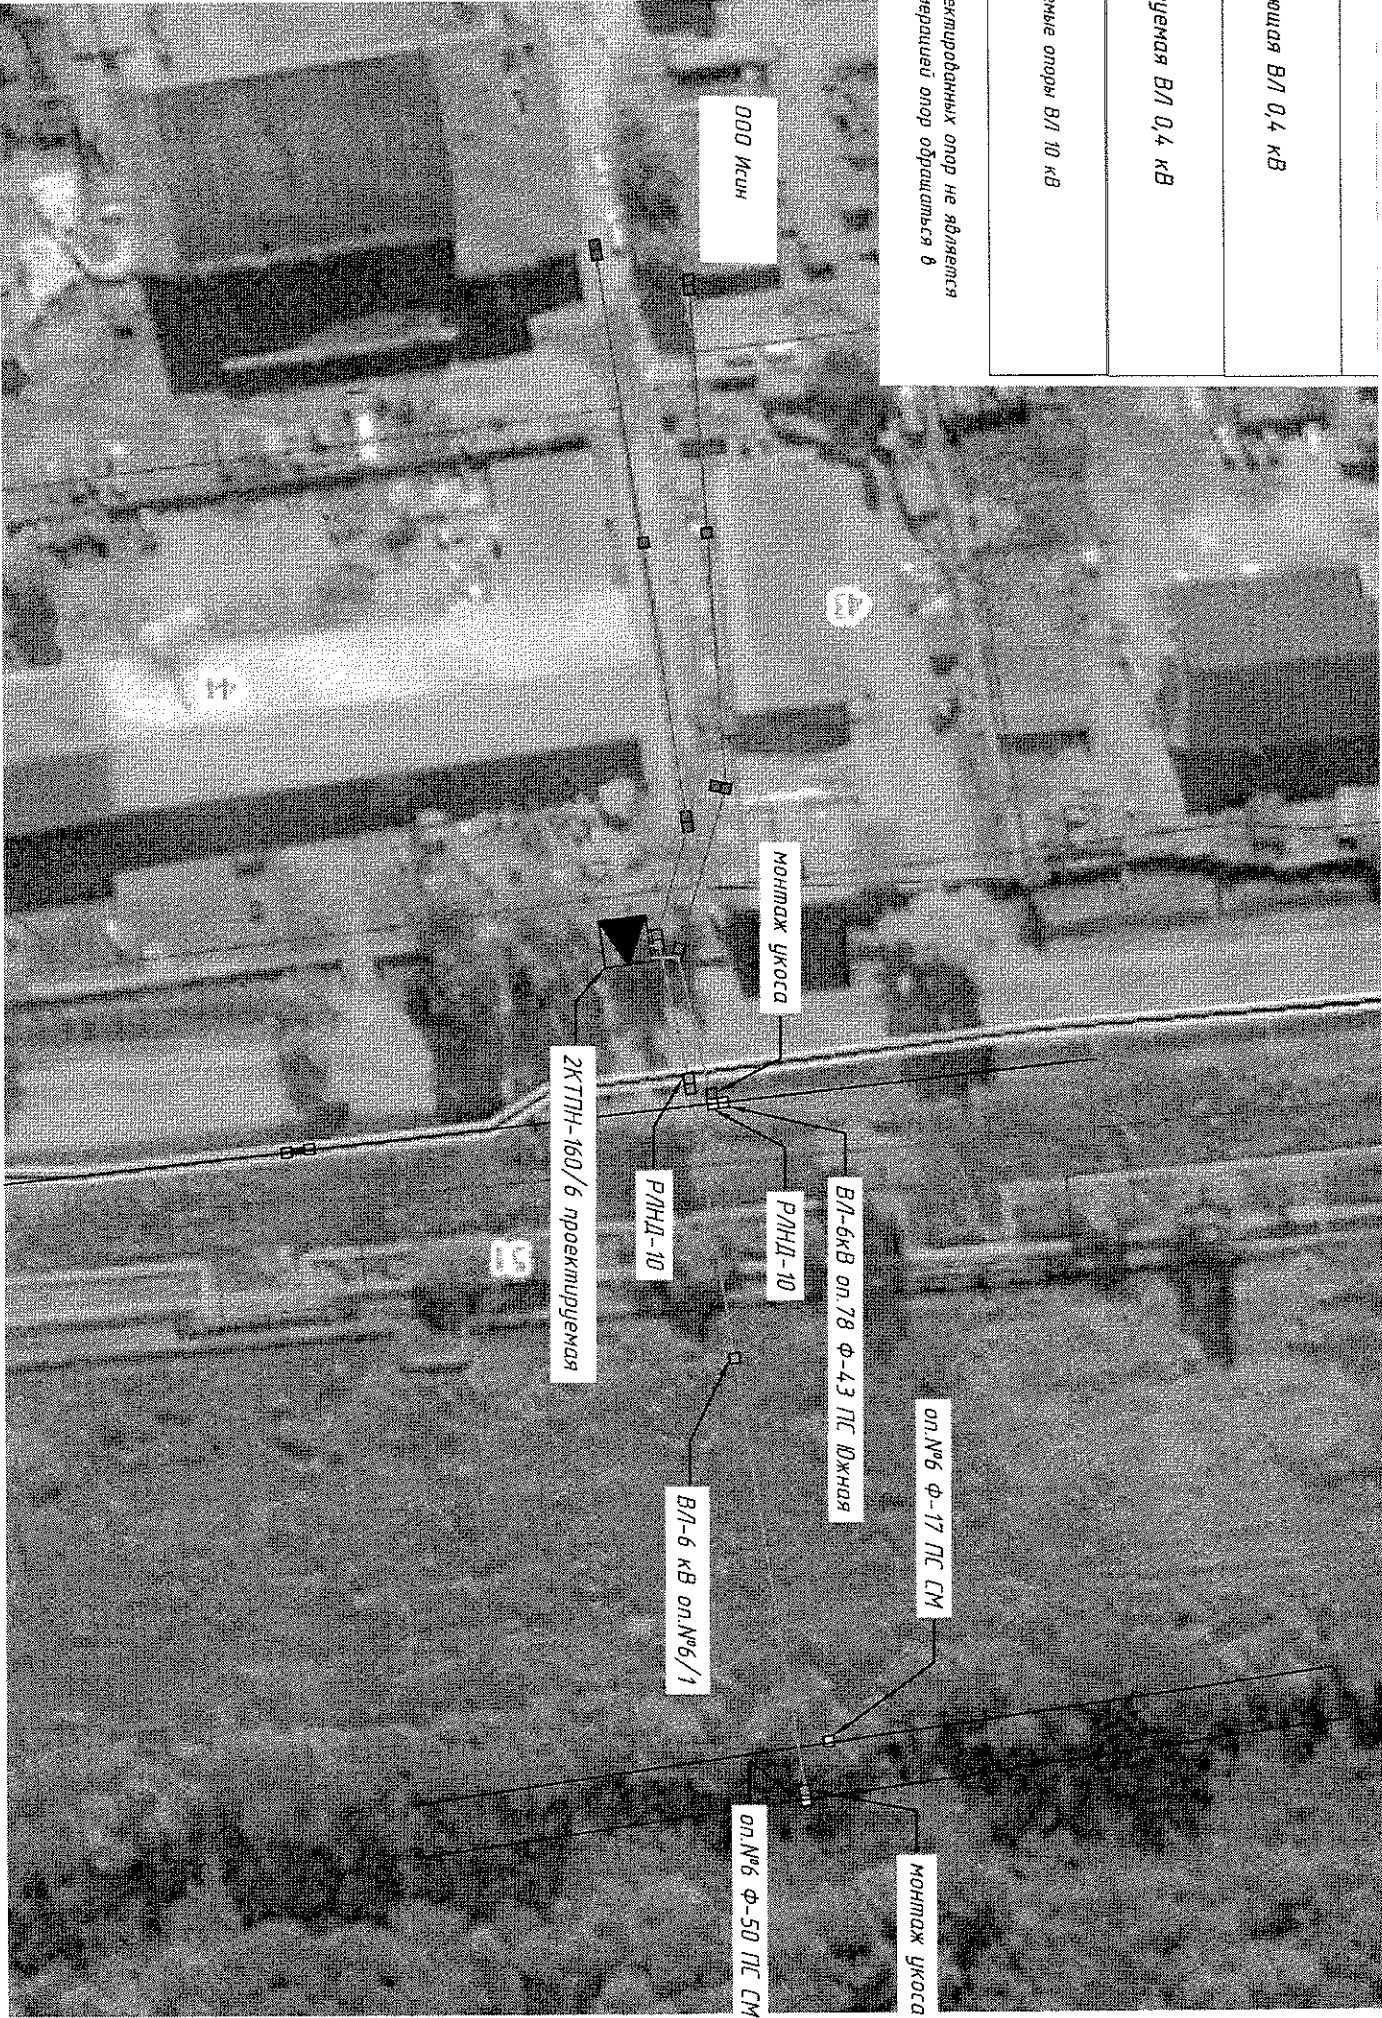 ющая ВЛ 0,4 кВ
уемая ВЛ 0,4 кВ
емые опоры ВЛ 10 кВ
ектированных опор не является
мерацией опор обращаться в
ООО Исин
монтаж укоса
2КТПН-160/6 проектируемая
РЛНД-10
РЛНД-10
ВЛ-6кВ оп.78 Ф-43 ПС Южная
ВЛ-6 кВ оп.№6/1
оп.№6 Ф-17 ПС СМ
оп.№6 Ф-50 ПС СМ
монтаж укоса